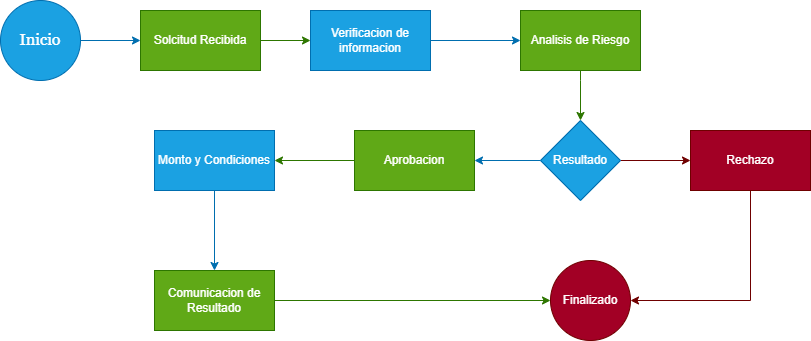 Inicio
Solcitud Recibida
Verificacion de
informacion
Analisis de Riesgo
Monto y Condiciones
Aprobacion
Resultado
Rechazo
Comunicacion de
Resultado
Finalizado